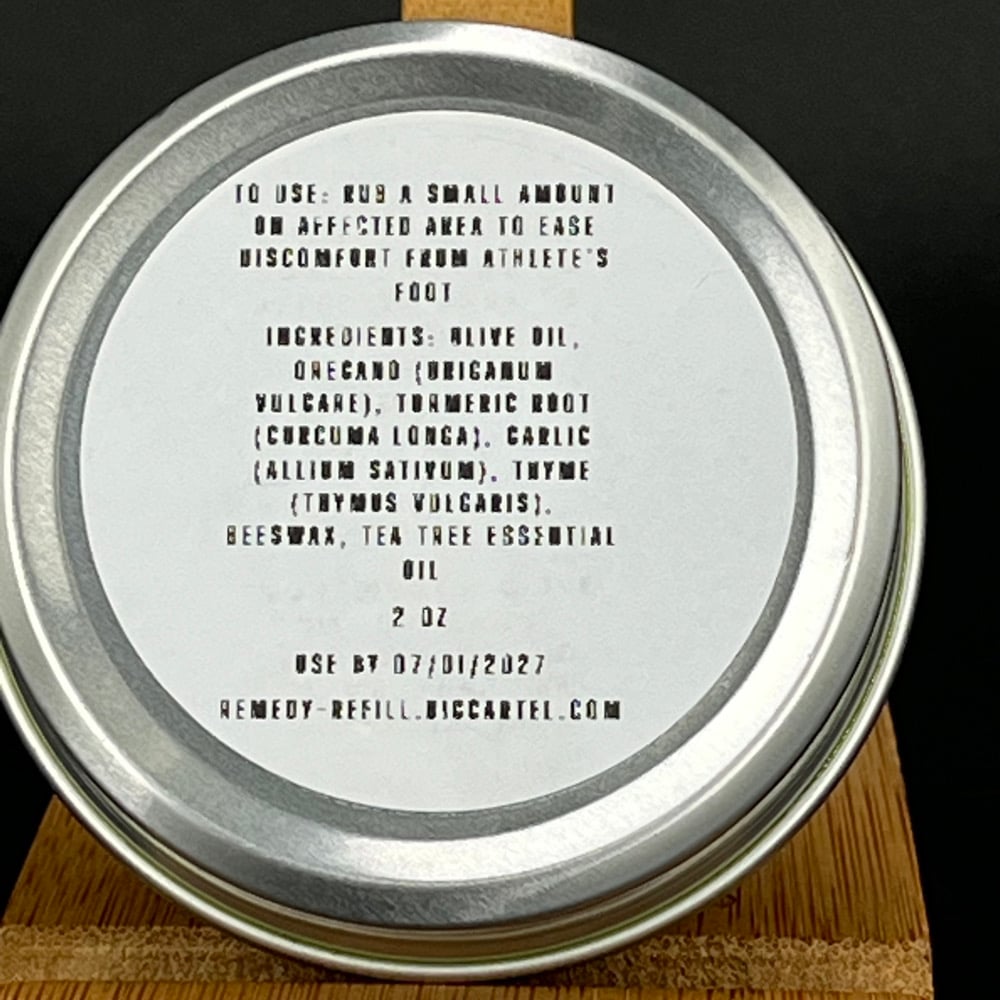 TO USE: RUB A SMALL AMOUNT
ON AFFECTED AREA TO EASE
DISCOMFORT FROM ATHLETE'S
FOOT
INGREDIENTS: OLIVE OIL,
OREGANO (ORIGANUM
VULGARE), TURMERIC ROOT
(CURCUMA LONGA), GARLIC
(ALLIUM SATIVUM), THYME
(THYMUS VULGARIS),
BEESWAX, TEA TREE ESSENTIAL
OIL
2 OZ
USE BY 07/01/2027
REMEDY-REFILL.BIGCARTEL.COM